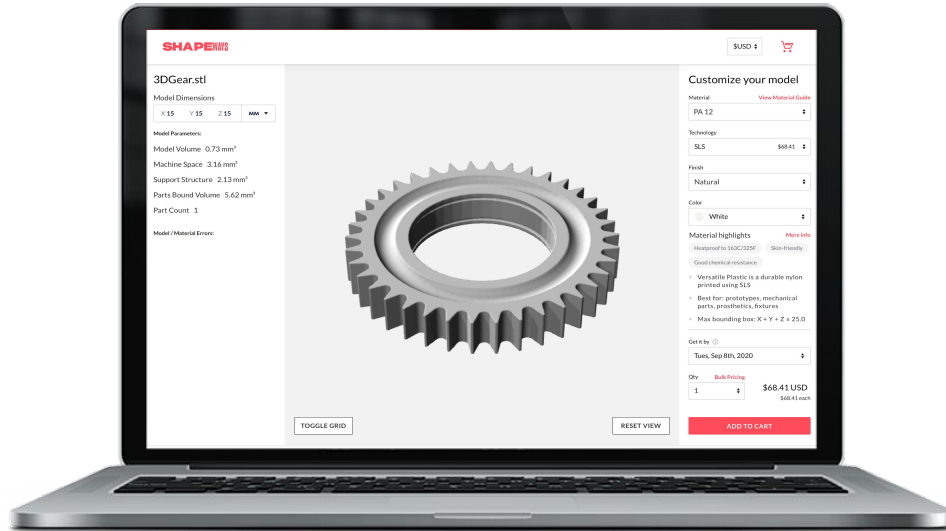 SHAPEWAYS
$USD
3DGear.stl
Model Dimensions
X 15 Y 15 Z 15 MM
Model Parameters:
Model Volume 0.73 mm³
Machine Space 3.16 mm³
Support Structure 2.13 mm³
Parts Bound Volume 5.62 mm³
Part Count 1
Model / Material Errors:
TOGGLE GRID
RESET VIEW
Customize your model
Material View Material Guide
PA 12
Technology
SLS $68.41
Finish
Natural
Color
White
Material highlights More info
Heatproof to 163C/325F Skin-friendly
Good chemical resistance
Versatile Plastic is a durable nylon
printed using SLS
Best for: prototypes, mechanical
parts, prosthetics, fixtures
Max bounding box: X + Y + Z ≤ 25.0
Get it by
Tues, Sep 8th, 2020
Qty Bulk Pricing
1 $68.41 USD
$68.41 each
ADD TO CART